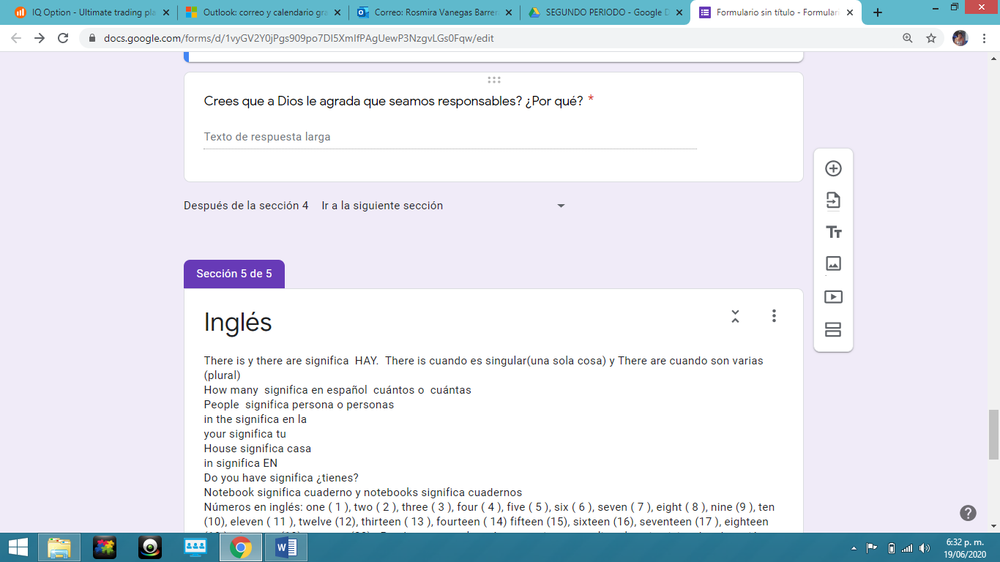 IQ Option - Ultimate trading pla
Outlook: correo y calendario gra
Correo: Rosmira Vanegas Barrer
SEGUNDO PERIODO - Google D
Formulario sin título - Formular
docs.google.com/forms/d/1vyGV2Y0jPgs909po7DI5XmIfPAgUewP3NzgvLGs0Fqw/edit
Crees que a Dios le agrada que seamos responsables? ¿Por qué? *
Texto de respuesta larga
Después de la sección 4 Ir a la siguiente sección
Sección 5 de 5
Inglés
There is y there are significa HAY. There is cuando es singular(una sola cosa) y There are cuando son varias
(plural)
How many significa en español cuántos o cuántas
People significa persona o personas
in the significa en la
your significa tu
House significa casa
in significa EN
Do you have significa ¿tienes?
Notebook significa cuaderno y notebooks significa cuadernos
Números en inglés: one ( 1 ), two ( 2 ), three ( 3 ), four ( 4 ), five ( 5 ), six ( 6 ), seven ( 7 ), eight ( 8 ), nine (9 ), ten
(10), eleven ( 11 ), twelve (12), thirteen ( 13 ), fourteen ( 14) fifteen (15), sixteen (16), seventeen (17 ), eighteen
6:32 p. m.
19/06/2020